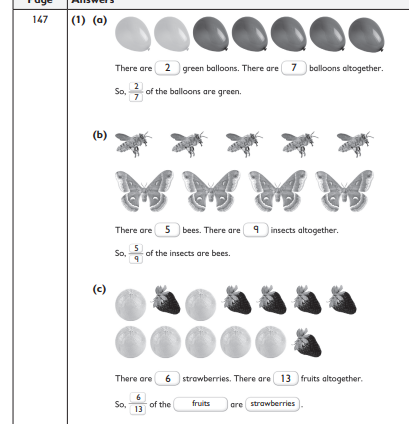 Page Answers
147 (1) (a)
There are 2 green balloons. There are 7 balloons altogether.
So, 2/7 of the balloons are green.
(b)
There are 5 bees. There are 9 insects altogether.
So, 5/9 of the insects are bees.
(c)
There are 6 strawberries. There are 13 fruits altogether.
So, 6/13 of the fruits are strawberries.